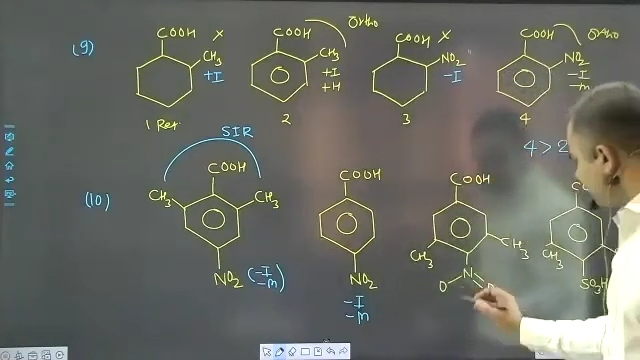 (9)
COOH
CH3
X
+I
1 Ref.
COOH
CH3
Ortho
+I
+H
2
COOH
X
NO2
-I
3
COOH
NO2
Ortho
-I
-m
4
4 > 2
(10)
SIR
COOH
CH3
CH3
NO2
(-I
-m)
COOH
NO2
-I
-m
COOH
CH3
CH3
N
O
CH3
SO3H